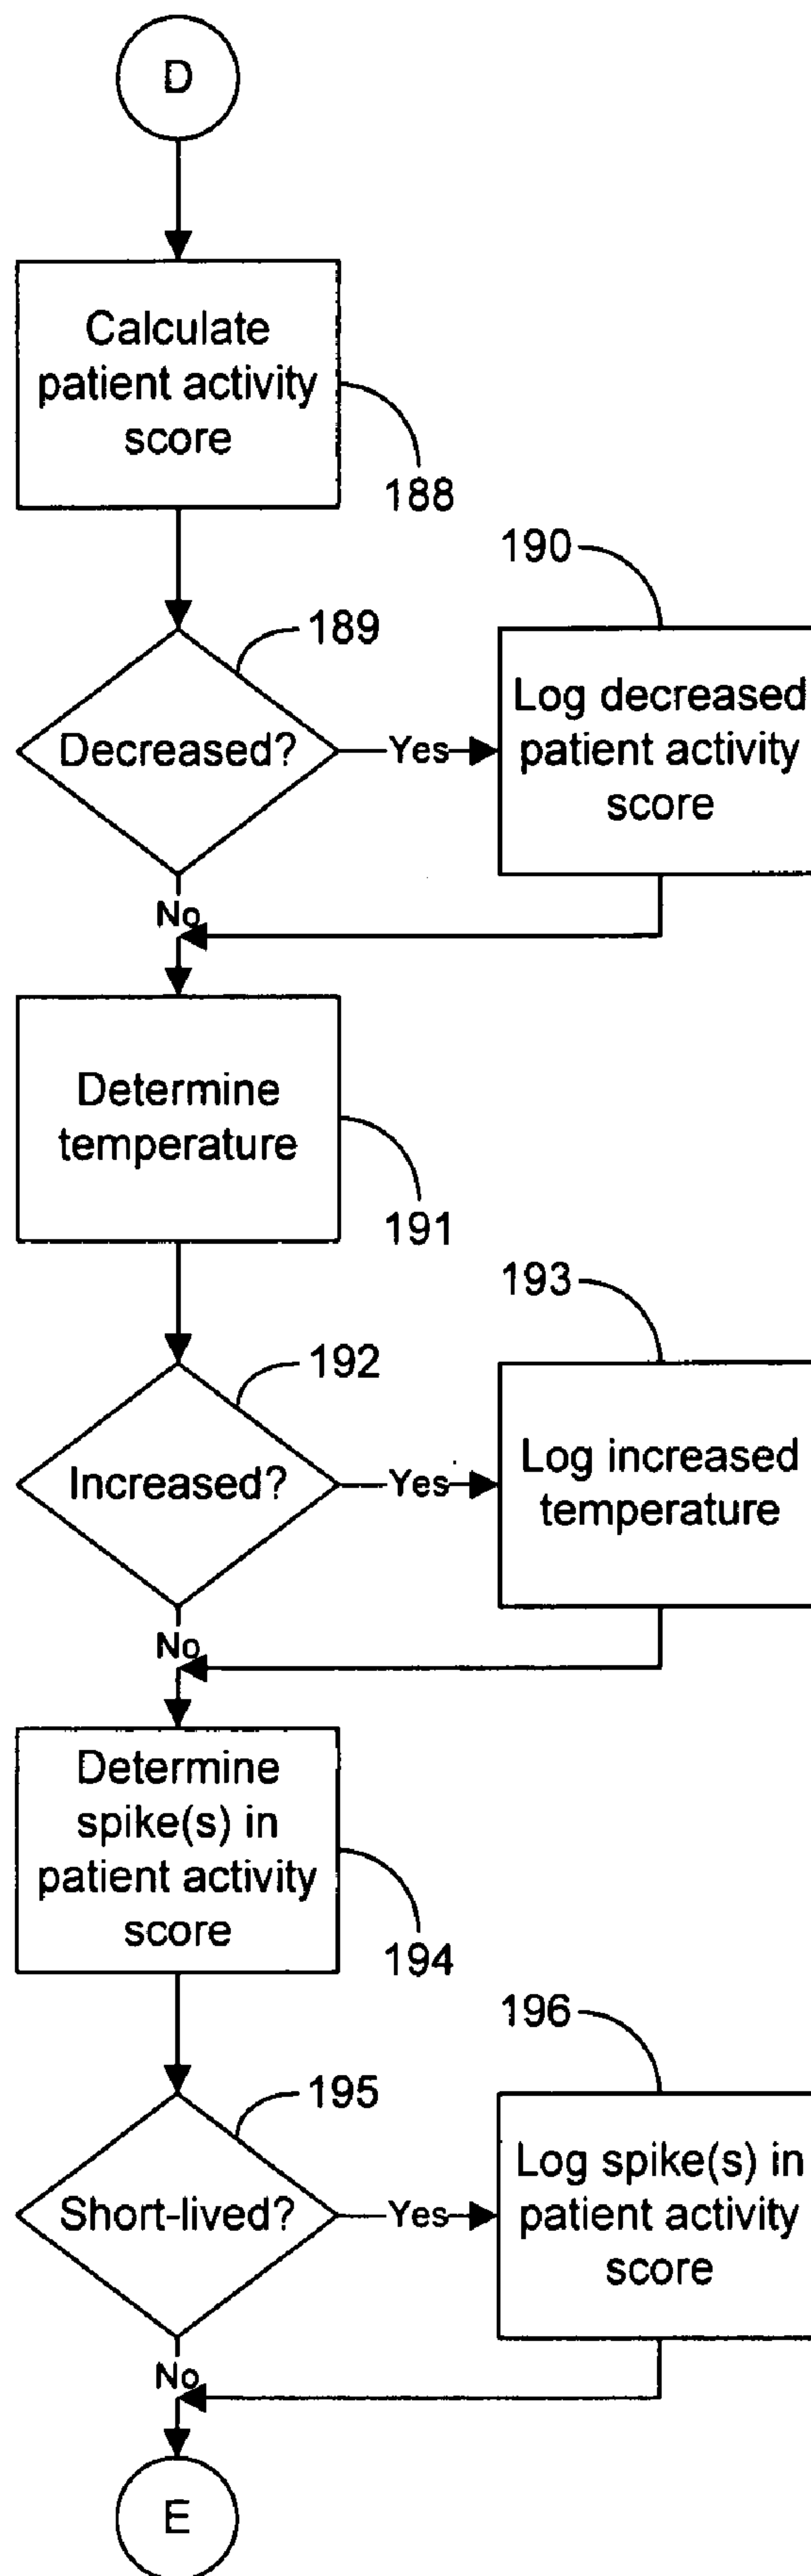 D
Calculate
patient activity
score
188
189
190
Decreased?
Yes
Log decreased
patient activity
score
No
Determine
temperature
191
192
193
Increased?
Yes
Log increased
temperature
No
Determine
spike(s) in
patient activity
score
194
195
196
Short-lived?
Yes
Log spike(s) in
patient activity
score
No
E